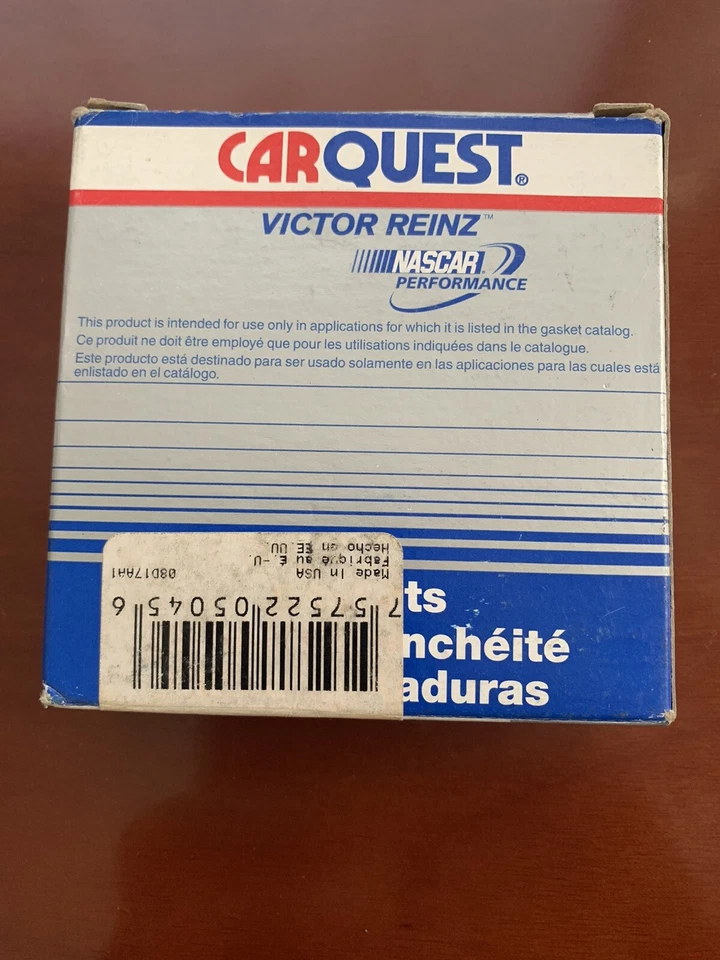 CARQUEST®
VICTOR REINZ™
NASCAR®
PERFORMANCE
This product is intended for use only in applications for which it is listed in the gasket catalog.
Ce produit ne doit être employé que pour les utilisations indiquées dans le catalogue.
Este producto está destinado para ser usado solamente en las aplicaciones para las cuales está
enlistado en el catálogo.
ts
nchéité
aduras
7 57522 05045 6
Made In USA 08D17AA1
Fabriqué au É.-U.
Hecho en EE.UU.